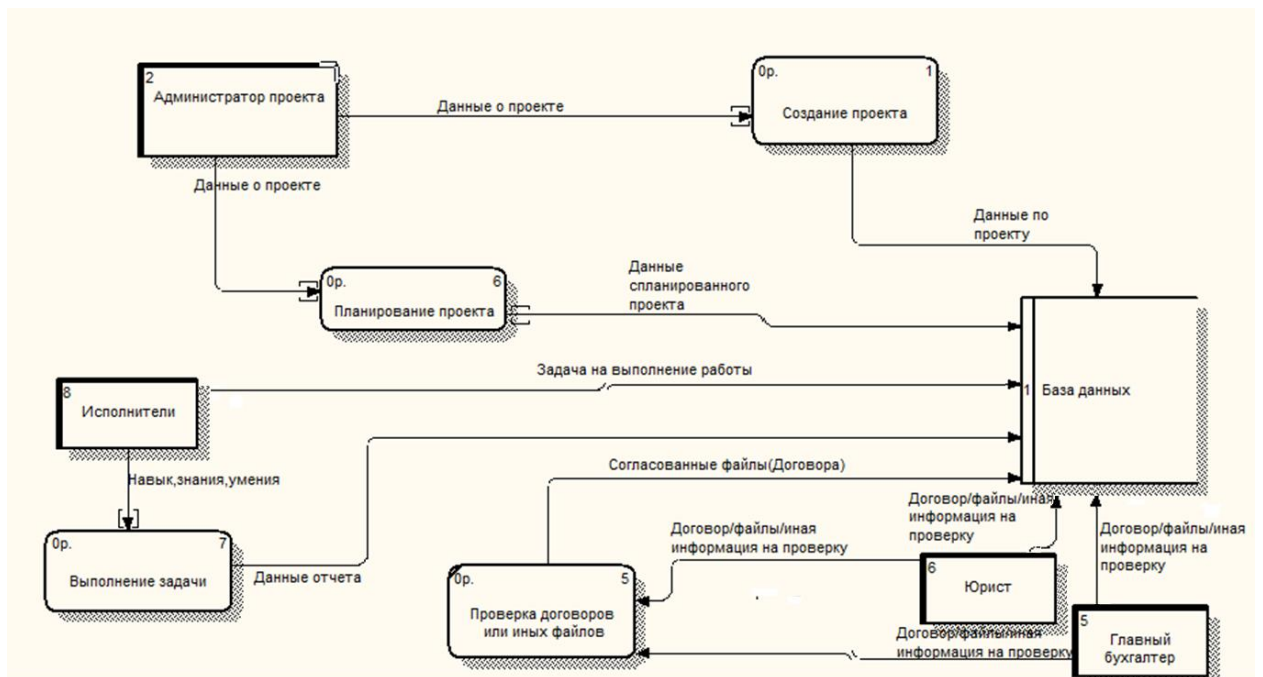 2
Администратор проекта
Данные о проекте
0р.
1
Создание проекта
Данные о проекте
Данные по
проекту
0р.
6
Планирование проекта
Данные
спланированного
проекта
1
База данных
Задача на выполнение работы
8
Исполнители
Навык,знания,умения
0р.
7
Выполнение задачи
Данные отчета
Согласованные файлы(Договора)
Договор/файлы/иная
информация на проверку
Договор/файлы/иная
информация на
проверку
Договор/файлы/иная
информация на
проверку
0р.
5
Проверка договоров
или иных файлов
6
Юрист
Договор/файлы/иная
информация на проверку
5
Главный
бухгалтер